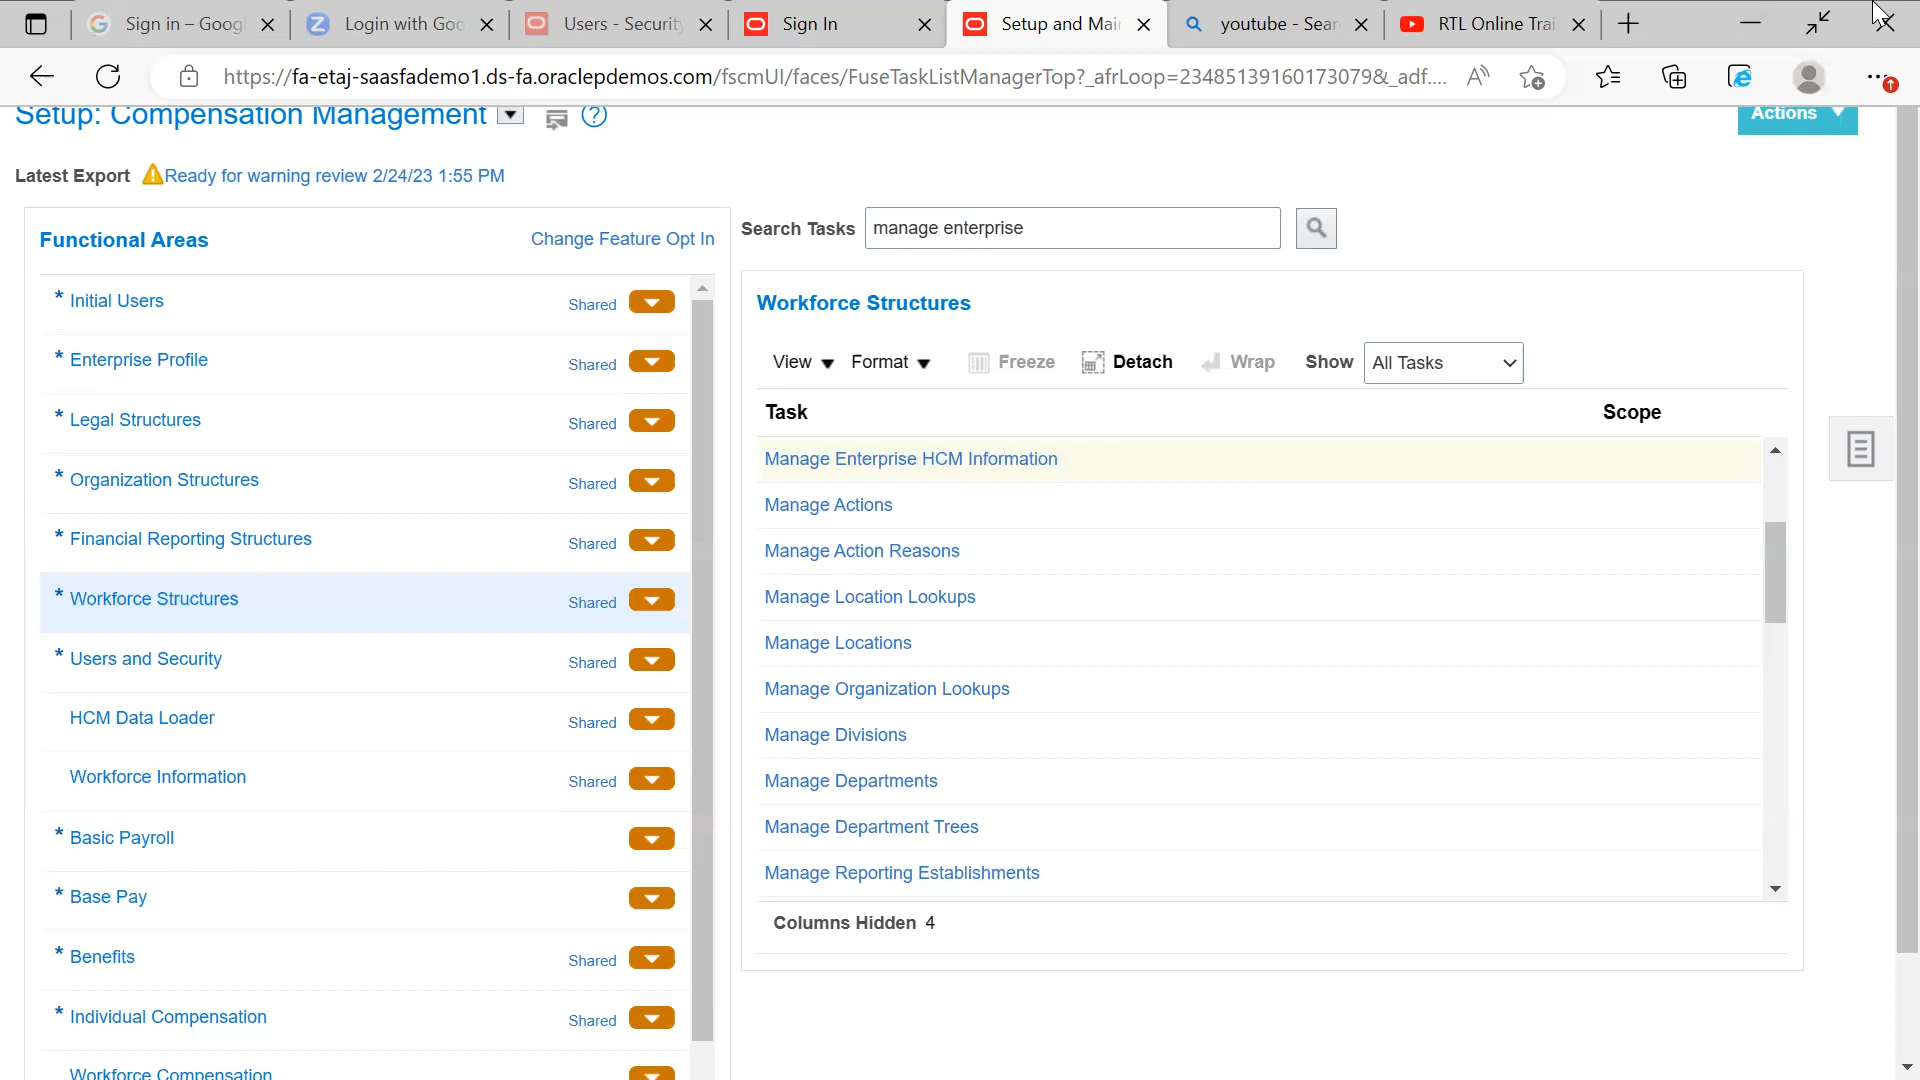 Sign in – Googl
Login with Goo
Users - Security
Sign In
Setup and Main
youtube - Sear
RTL Online Trai
https://fa-etaj-saasfademo1.ds-fa.oraclepdemos.com/fscmUI/faces/FuseTaskListManagerTop?_afrLoop=23485139160173079&_adf....
Setup: Compensation Management
Actions
Latest Export Ready for warning review 2/24/23 1:55 PM
Functional Areas
Change Feature Opt In
* Initial Users Shared
* Enterprise Profile Shared
* Legal Structures Shared
* Organization Structures Shared
* Financial Reporting Structures Shared
* Workforce Structures Shared
* Users and Security Shared
HCM Data Loader Shared
Workforce Information Shared
* Basic Payroll
* Base Pay
* Benefits Shared
* Individual Compensation Shared
Workforce Compensation
Search Tasks manage enterprise
Workforce Structures
View Format Freeze Detach Wrap Show All Tasks
Task Scope
Manage Enterprise HCM Information
Manage Actions
Manage Action Reasons
Manage Location Lookups
Manage Locations
Manage Organization Lookups
Manage Divisions
Manage Departments
Manage Department Trees
Manage Reporting Establishments
Columns Hidden 4